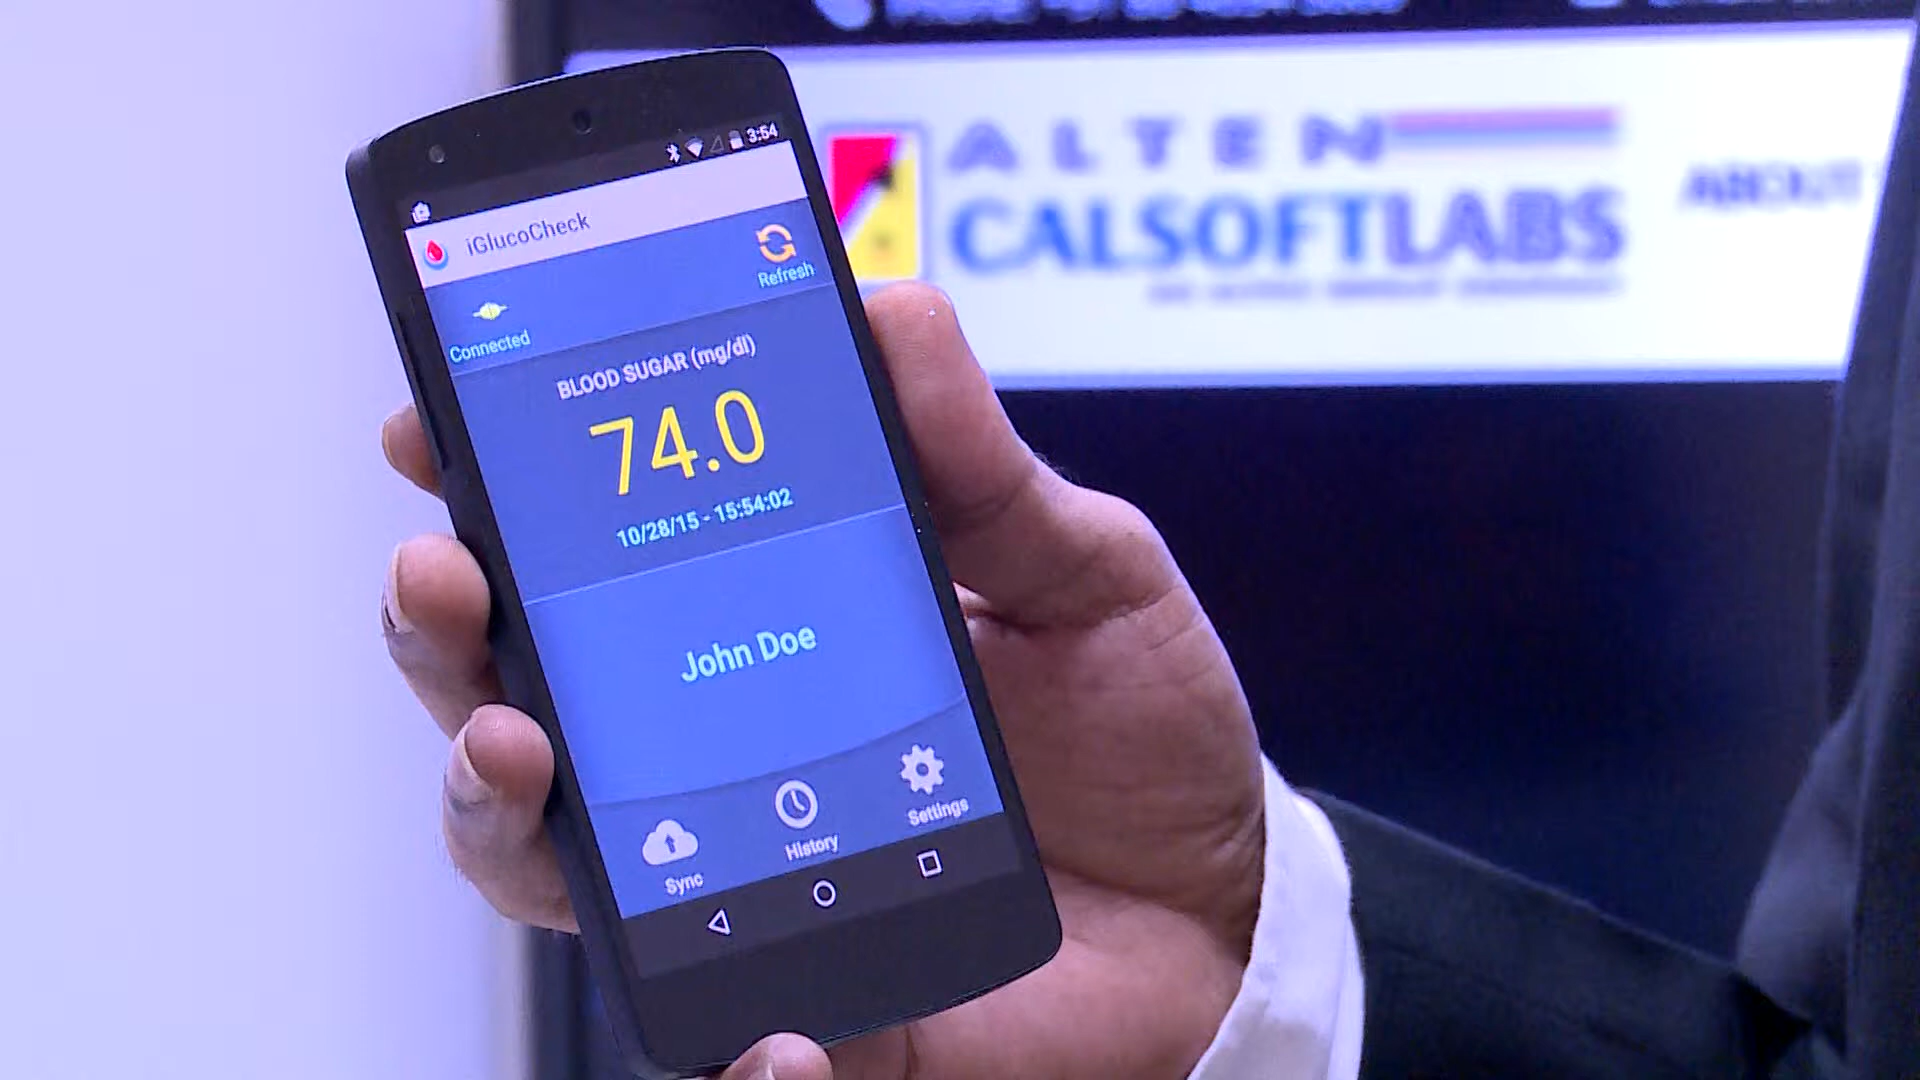 3:54
iGlucoCheck
Refresh
Connected
BLOOD SUGAR (mg/dl)
74.0
10/28/15 - 15:54:02
John Doe
Sync
History
Settings
ALTEN
CALSOFTLABS
ABOUT